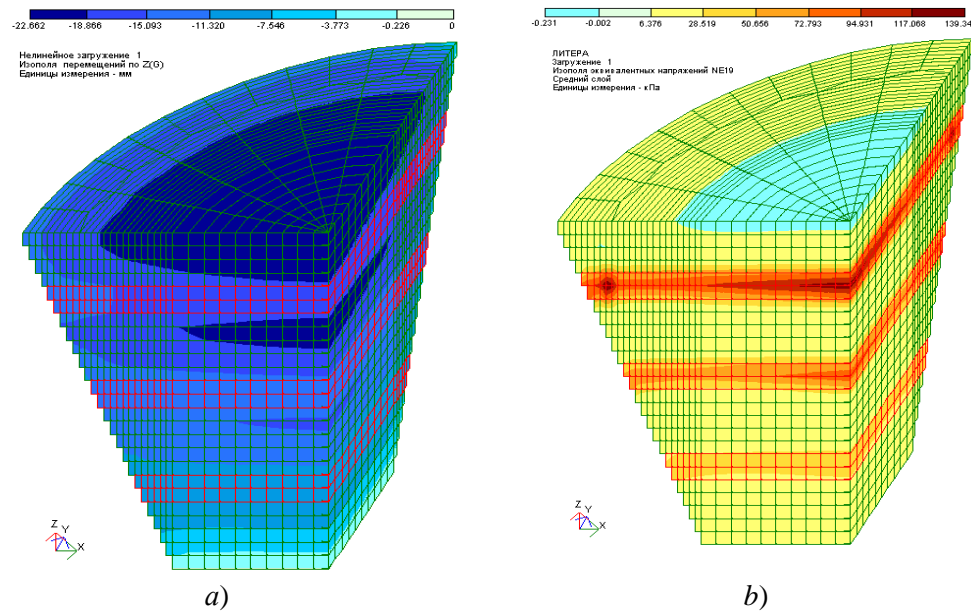 -22.662 -18.866 -15.093 -11.320 -7.546 -3.773 -0.226 0
Нелинейное загружение 1
Изополя перемещений по Z(G)
Единицы измерения - мм
Z
Y
X
a)
-0.231 -0.002 6.376 28.519 50.656 72.793 94.931 117.068 139.34
ЛИТЕРА
Загружение 1
Изополя эквивалентных напряжений NE19
Средний слой
Единицы измерения - кПа
Z
Y
X
b)